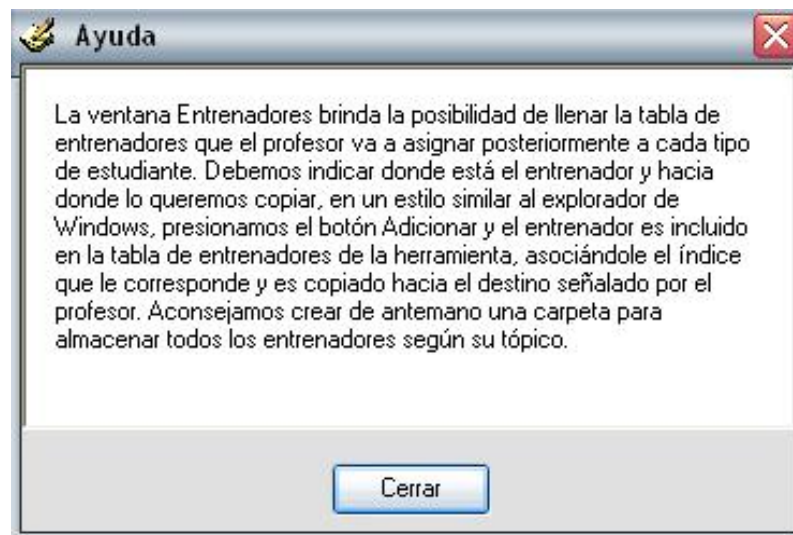 Ayuda
La ventana Entrenadores brinda la posibilidad de llenar la tabla de
entrenadores que el profesor va a asignar posteriormente a cada tipo
de estudiante. Debemos indicar donde está el entrenador y hacia
donde lo queremos copiar, en un estilo similar al explorador de
Windows, presionamos el botón Adicionar y el entrenador es incluido
en la tabla de entrenadores de la herramienta, asociándole el índice
que le corresponde y es copiado hacia el destino señalado por el
profesor. Aconsejamos crear de antemano una carpeta para
almacenar todos los entrenadores según su tópico.
Cerrar